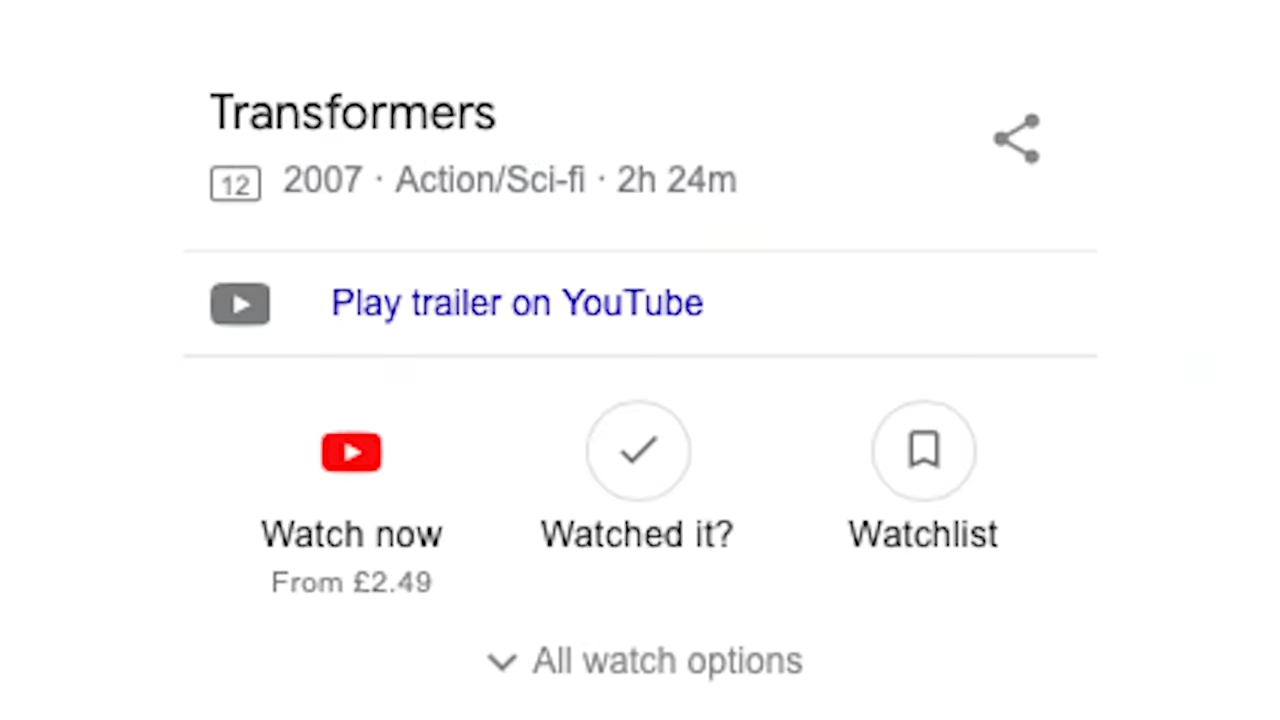 Transformers
12 2007 · Action/Sci-fi · 2h 24m
Play trailer on YouTube
Watch now Watched it? Watchlist
From £2.49
All watch options